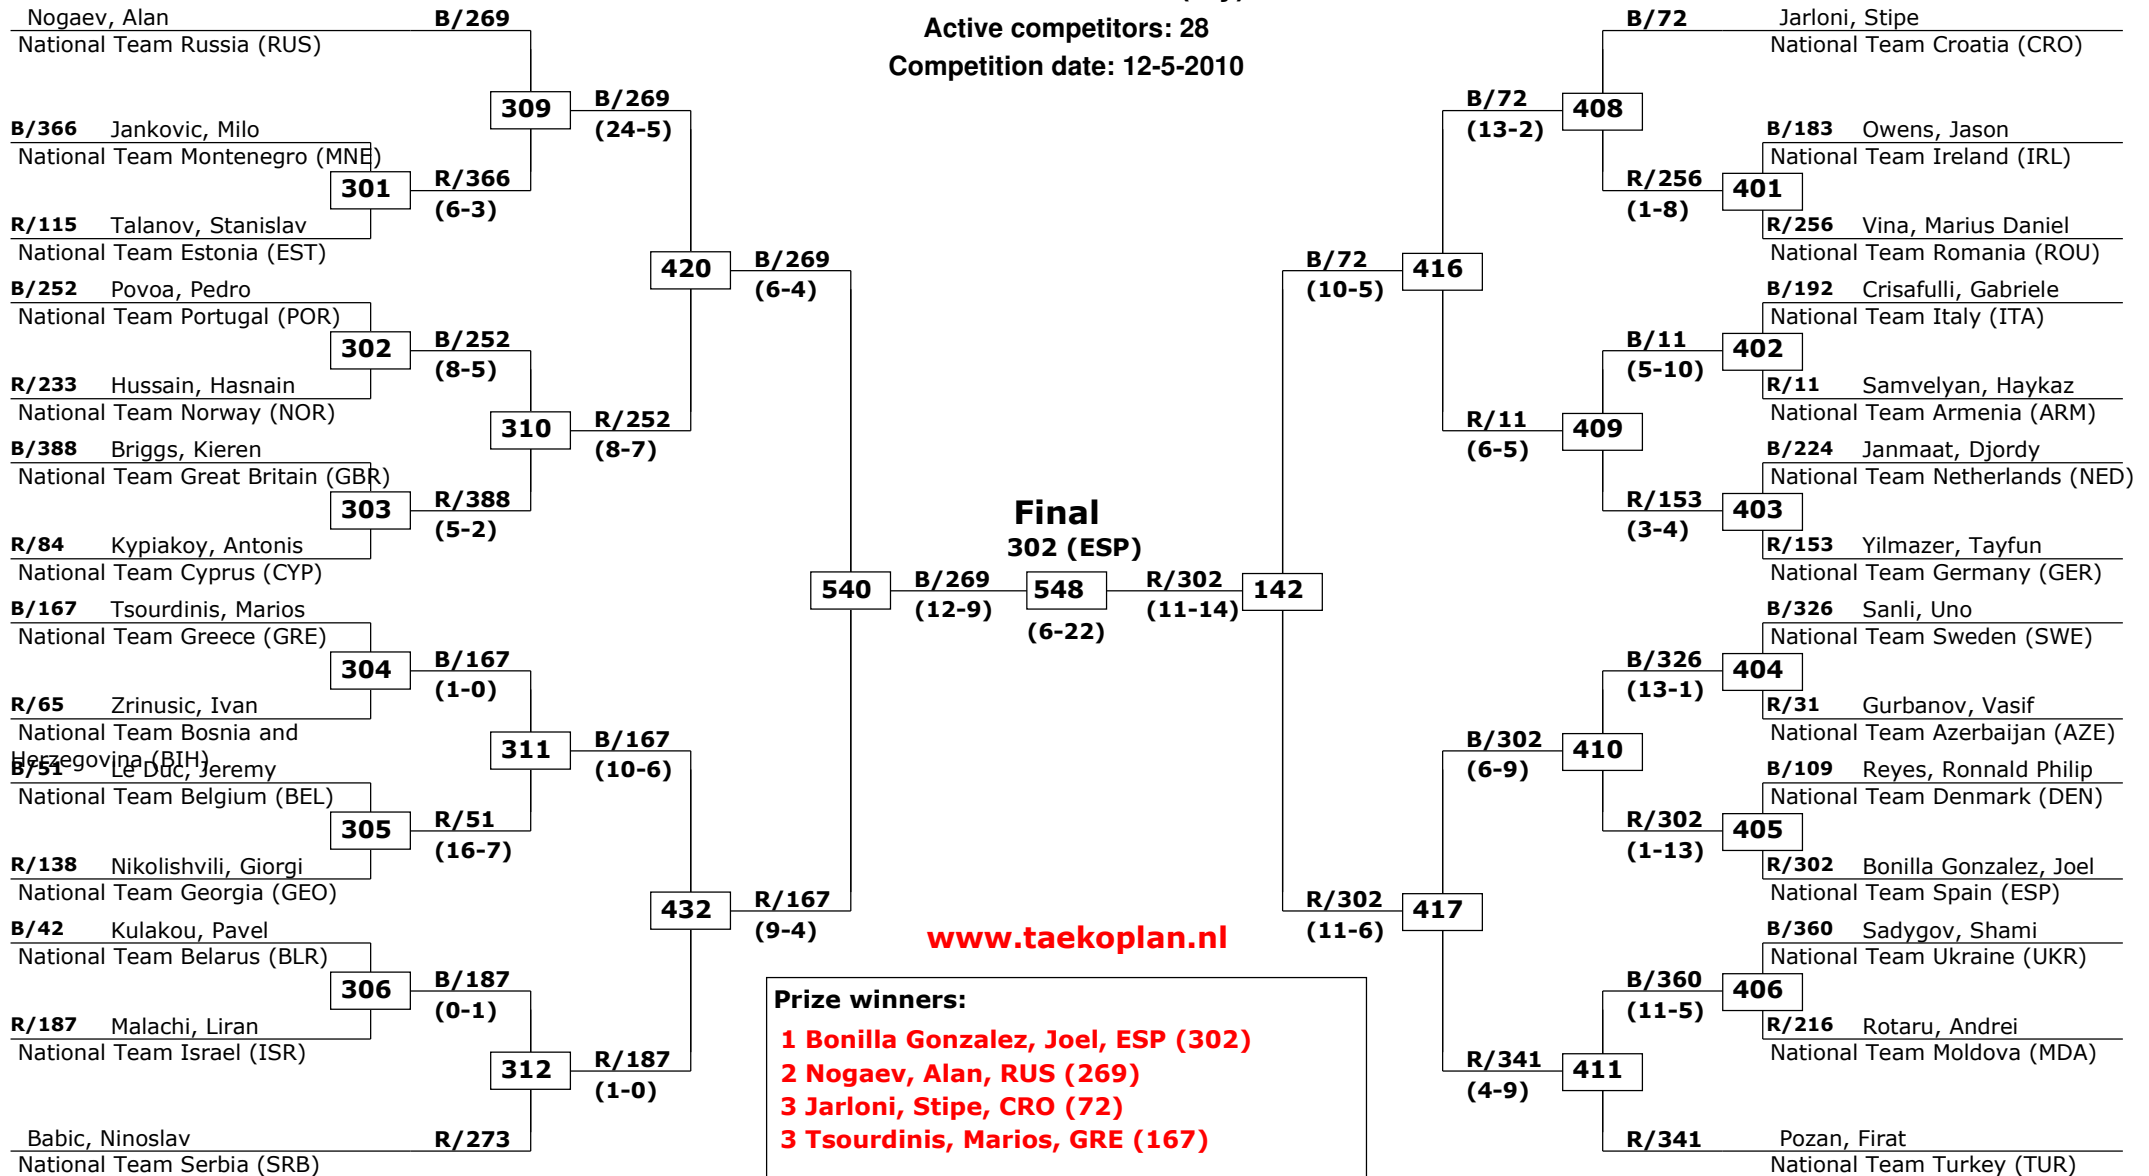 Active competitors: 28
Competition date: 12-5-2010
Nogaev, Alan B/269
National Team Russia (RUS)
B/366 Jankovic, Milo
National Team Montenegro (MNE)
R/115 Talanov, Stanislav
National Team Estonia (EST)
B/252 Povoa, Pedro
National Team Portugal (POR)
R/233 Hussain, Hasnain
National Team Norway (NOR)
B/388 Briggs, Kieren
National Team Great Britain (GBR)
R/84 Kypiakoy, Antonis
National Team Cyprus (CYP)
B/167 Tsourdinis, Marios
National Team Greece (GRE)
R/65 Zrinusic, Ivan
National Team Bosnia and
Herzegovina (BIH)
B/51 Le Duc, Jeremy
National Team Belgium (BEL)
R/138 Nikolishvili, Giorgi
National Team Georgia (GEO)
B/42 Kulakou, Pavel
National Team Belarus (BLR)
R/187 Malachi, Liran
National Team Israel (ISR)
Babic, Ninoslav R/273
National Team Serbia (SRB)
301
R/366
(6-3)
302
B/252
(8-5)
303
R/388
(5-2)
304
B/167
(1-0)
305
R/51
(16-7)
306
B/187
(0-1)
309
B/269
(24-5)
310
R/252
(8-7)
311
B/167
(10-6)
312
R/187
(1-0)
420
B/269
(6-4)
432
R/167
(9-4)
540
B/269
(12-9)
Final
302 (ESP)
548
(6-22)
R/302
(11-14)
142
B/72
(10-5)
416
R/302
(11-6)
417
B/72
(13-2)
408
R/11
(6-5)
409
B/302
(6-9)
410
R/341
(4-9)
411
R/256
(1-8)
401
B/11
(5-10)
402
R/153
(3-4)
403
B/326
(13-1)
404
R/302
(1-13)
405
B/360
(11-5)
406
B/72 Jarloni, Stipe
National Team Croatia (CRO)
B/183 Owens, Jason
National Team Ireland (IRL)
R/256 Vina, Marius Daniel
National Team Romania (ROU)
B/192 Crisafulli, Gabriele
National Team Italy (ITA)
R/11 Samvelyan, Haykaz
National Team Armenia (ARM)
B/224 Janmaat, Djordy
National Team Netherlands (NED)
R/153 Yilmazer, Tayfun
National Team Germany (GER)
B/326 Sanli, Uno
National Team Sweden (SWE)
R/31 Gurbanov, Vasif
National Team Azerbaijan (AZE)
B/109 Reyes, Ronnald Philip
National Team Denmark (DEN)
R/302 Bonilla Gonzalez, Joel
National Team Spain (ESP)
B/360 Sadygov, Shami
National Team Ukraine (UKR)
R/216 Rotaru, Andrei
National Team Moldova (MDA)
R/341 Pozan, Firat
National Team Turkey (TUR)
www.taekoplan.nl
Prize winners:
1 Bonilla Gonzalez, Joel, ESP (302)
2 Nogaev, Alan, RUS (269)
3 Jarloni, Stipe, CRO (72)
3 Tsourdinis, Marios, GRE (167)